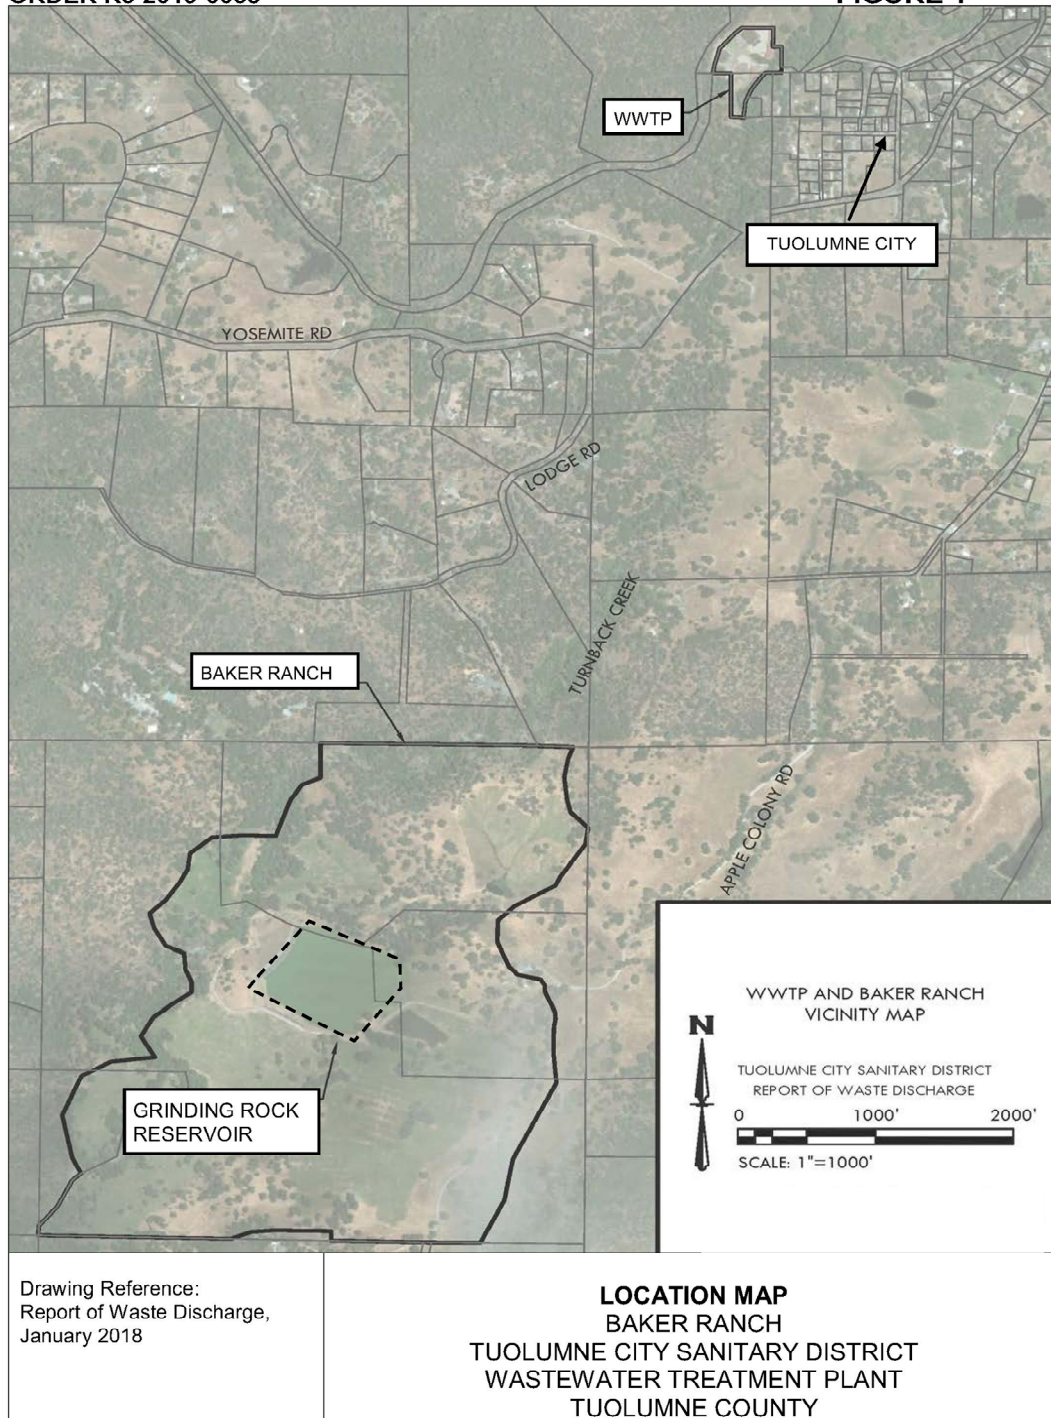 WWTP
TUOLUMNE CITY
YOSEMITE RD
LODGE RD
TURNBACK CREEK
BAKER RANCH
APPLE COLONY RD
GRINDING ROCK
RESERVOIR
WWTP AND BAKER RANCH
VICINITY MAP
N
TUOLUMNE CITY SANITARY DISTRICT
REPORT OF WASTE DISCHARGE
0 1000' 2000'
SCALE: 1"=1000'
Drawing Reference:
Report of Waste Discharge,
January 2018
LOCATION MAP
BAKER RANCH
TUOLUMNE CITY SANITARY DISTRICT
WASTEWATER TREATMENT PLANT
TUOLUMNE COUNTY